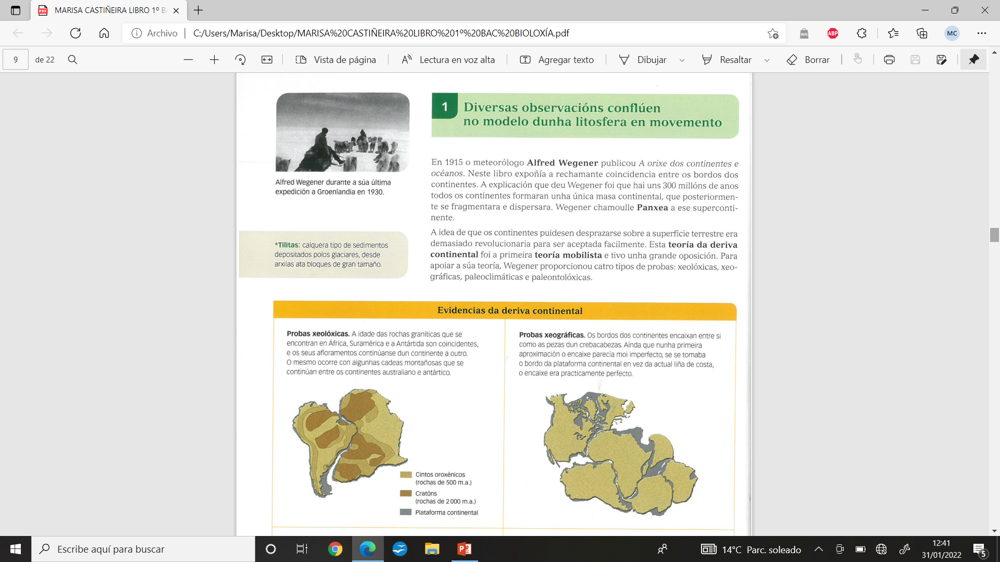 MARISA CASTIÑEIRA LIBRO 1º B
Archivo
C:/Users/Marisa/Desktop/MARISA%20CASTIÑEIRA%20LIBRO%201º%20BAC%20BIOLOXÍA.pdf
AVG
ABP
MC
9
de 22
Vista de página
Lectura en voz alta
Agregar texto
Dibujar
Resaltar
Borrar
1
Diversas observacións conflúen
no modelo dunha litosfera en movemento
Alfred Wegener durante a súa última
expedición a Groenlandia en 1930.
En 1915 o meteorólogo Alfred Wegener publicou A orixe dos continentes e
océanos. Neste libro expoñía a rechamante coincidencia entre os bordos dos
continentes. A explicación que deu Wegener foi que hai uns 300 millóns de anos
todos os continentes formaran unha única masa continental, que posteriormen-
te se fragmentara e dispersara. Wegener chamoulle Panxea a ese superconti-
nente.
*Tilitas: calquera tipo de sedimentos
depositados polos glaciares, desde
arxilas ata bloques de gran tamaño.
A idea de que os continentes puidesen desprazarse sobre a superficie terrestre era
demasiado revolucionaria para ser aceptada facilmente. Esta teoría da deriva
continental foi a primeira teoría mobilista e tivo unha grande oposición. Para
apoiar a súa teoría, Wegener proporcionou catro tipos de probas: xeolóxicas, xeo-
gráficas, paleoclimáticas e paleontolóxicas.
Evidencias da deriva continental
Probas xeolóxicas. A idade das rochas graníticas que se
encontran en África, Suramérica e a Antártida son coincidentes,
e os seus afloramentos continúanse dun continente a outro.
O mesmo ocorre con algunhas cadeas montañosas que se
continúan entre os continentes australiano e antártico.
Cintos oroxénicos
(rochas de 500 m.a.)
Cratóns
(rochas de 2 000 m.a.)
Plataforma continental
Probas xeográficas. Os bordos dos continentes encaixan entre si
como as pezas dun crebacabezas. Aínda que nunha primeira
aproximación o encaixe parecía moi imperfecto, se se tomaba
o bordo da plataforma continental en vez da actual liña de costa,
o encaixe era practicamente perfecto.
Escribe aquí para buscar
14°C Parc. soleado
12:41
31/01/2022
5